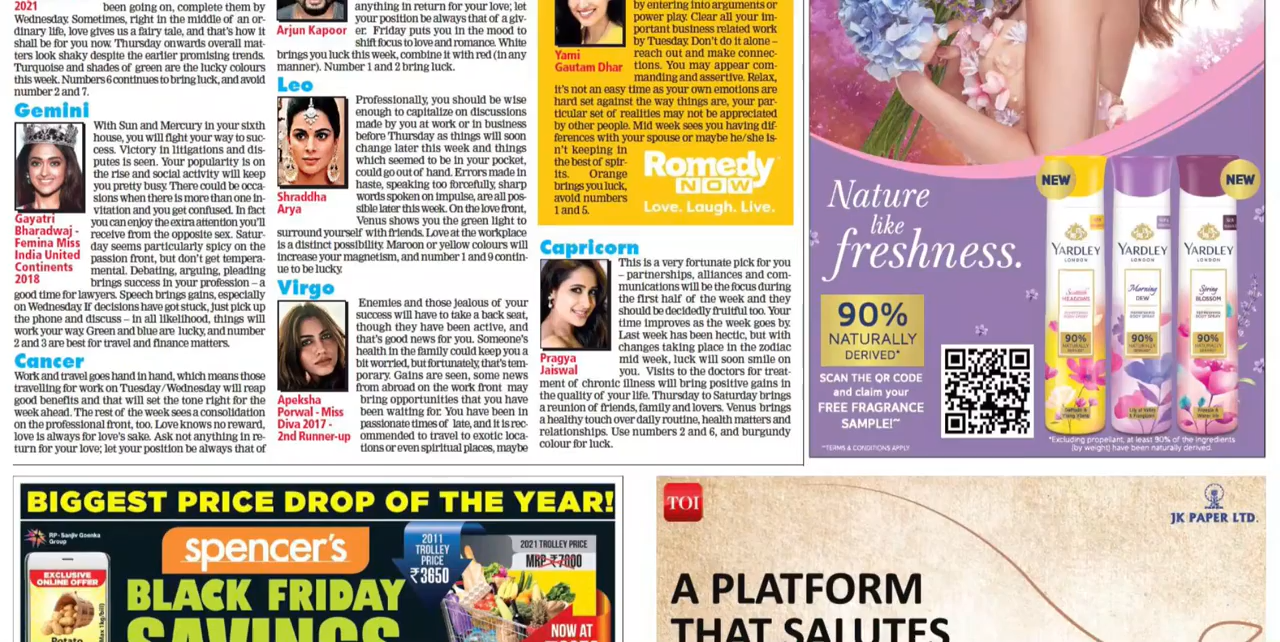 2021
been going on, complete them by
Wednesday. Sometimes, right in the middle of an or-
dinary life, love gives us a fairy tale, and that's how it
shall be for you now. Thursday onwards overall mat-
ters look shaky despite the earlier promising trends.
Turquoise and shades of green are the lucky colours
this week. Numbers 6 continues to bring luck, and avoid
number 2 and 7.
Gemini
Gayatri
Bharadwaj -
Femina Miss
India United
Continents
2018
With Sun and Mercury in your sixth
house, you will fight your way to suc-
cess. Victory in litigations and dis-
putes is seen. Your popularity is on
the rise and social activity will keep
you pretty busy. There could be occa-
sions when there is more than one in-
vitation and you get confused. In fact
you can enjoy the extra attention you'll
receive from the opposite sex. Satur-
day seems particularly spicy on the
passion front, but don't get tempera-
mental. Debating, arguing, pleading
brings success in your profession – a
good time for lawyers. Speech brings gains, especially
on Wednesday. If decisions have got stuck, just pick up
the phone and discuss – in all likelihood, things will
work your way. Green and blue are lucky, and number
2 and 3 are best for travel and finance matters.
Cancer
Work and travel goes hand in hand, which means those
travelling for work on Tuesday/Wednesday will reap
good benefits and that will set the tone right for the
week ahead. The rest of the week sees a consolidation
on the professional front, too. Love knows no reward,
love is always for love's sake. Ask not anything in re-
turn for your love; let your position be always that of
Arjun Kapoor
anything in return for your love; let
your position be always that of a giv-
er. Friday puts you in the mood to
shift focus to love and romance. White
brings you luck this week, combine it with red (in any
manner). Number 1 and 2 bring luck.
Leo
Shraddha
Arya
Professionally, you should be wise
enough to capitalize on discussions
made by you at work or in business
before Thursday as things will soon
change later this week and things
which seemed to be in your pocket,
could go out of hand. Errors made in
haste, speaking too forcefully, sharp
words spoken on impulse, are all pos-
sible later this week. On the love front,
Venus shows you the green light to
surround yourself with friends. Love at the workplace
is a distinct possibility. Maroon or yellow colours will
increase your magnetism, and number 1 and 9 contin-
ue to be lucky.
Virgo
Apeksha
Porwal - Miss
Diva 2017 -
2nd Runner-up
Enemies and those jealous of your
success will have to take a back seat,
though they have been active, and
that's good news for you. Someone's
health in the family could keep you a
bit worried, but fortunately, that's tem-
porary. Gains are seen, some news
from abroad on the work front may
bring opportunities that you have
been waiting for. You have been in
passionate times of late, and it is rec-
ommended to travel to exotic loca-
tions or even spiritual places, maybe
Yami
Gautam Dhar
by entering into arguments or
power play. Clear all your im-
portant business related work
by Tuesday. Don't do it alone –
reach out and make connec-
tions. You may appear com-
manding and assertive. Relax,
it's not an easy time as your own emotions are
hard set against the way things are, your par-
ticular set of realities may not be appreciated
by other people. Mid week sees you having dif-
ferences with your spouse or maybe he/she is-
n't keeping in
the best of spir-
its. Orange
brings you luck,
avoid numbers
1 and 5.
Romedy
NOW
Love. Laugh. Live.
Capricorn
Pragya
Jaiswal
This is a very fortunate pick for you
– partnerships, alliances and com-
munications will be the focus during
the first half of the week and they
should be decidedly fruitful too. Your
time improves as the week goes by.
Last week has been hectic, but with
changes taking place in the zodiac
mid week, luck will soon smile on
you. Visits to the doctors for treat-
ment of chronic illness will bring positive gains in
the quality of your life. Thursday to Saturday brings
a reunion of friends, family and lovers. Venus brings
a healthy touch over daily routine, health matters and
relationships. Use numbers 2 and 6, and burgundy
colour for luck.
Nature
like
freshness.
90%
NATURALLY
DERIVED*
SCAN THE QR CODE
and claim your
FREE FRAGRANCE
SAMPLE!~
~TERMS & CONDITIONS APPLY
NEW
NEW
YARDLEY
LONDON
Scottish
MEADOWS
90%
YARDLEY
LONDON
Morning
DEW
90%
YARDLEY
LONDON
Spring
BLOSSOM
90%
*Excluding propellant, at least 90% of the ingredients
(by weight) have been naturally derived.
BIGGEST PRICE DROP OF THE YEAR!
RP - Sanjiv Goenka
Group
spencer's
EXCLUSIVE
ONLINE OFFER
Potato
BLACK FRIDAY
SAVINGS
2011
TROLLEY
PRICE
₹3650
2021 TROLLEY PRICE
MRP ₹7000
NOW AT
TOI
JK PAPER LTD.
A PLATFORM
THAT SALUTES